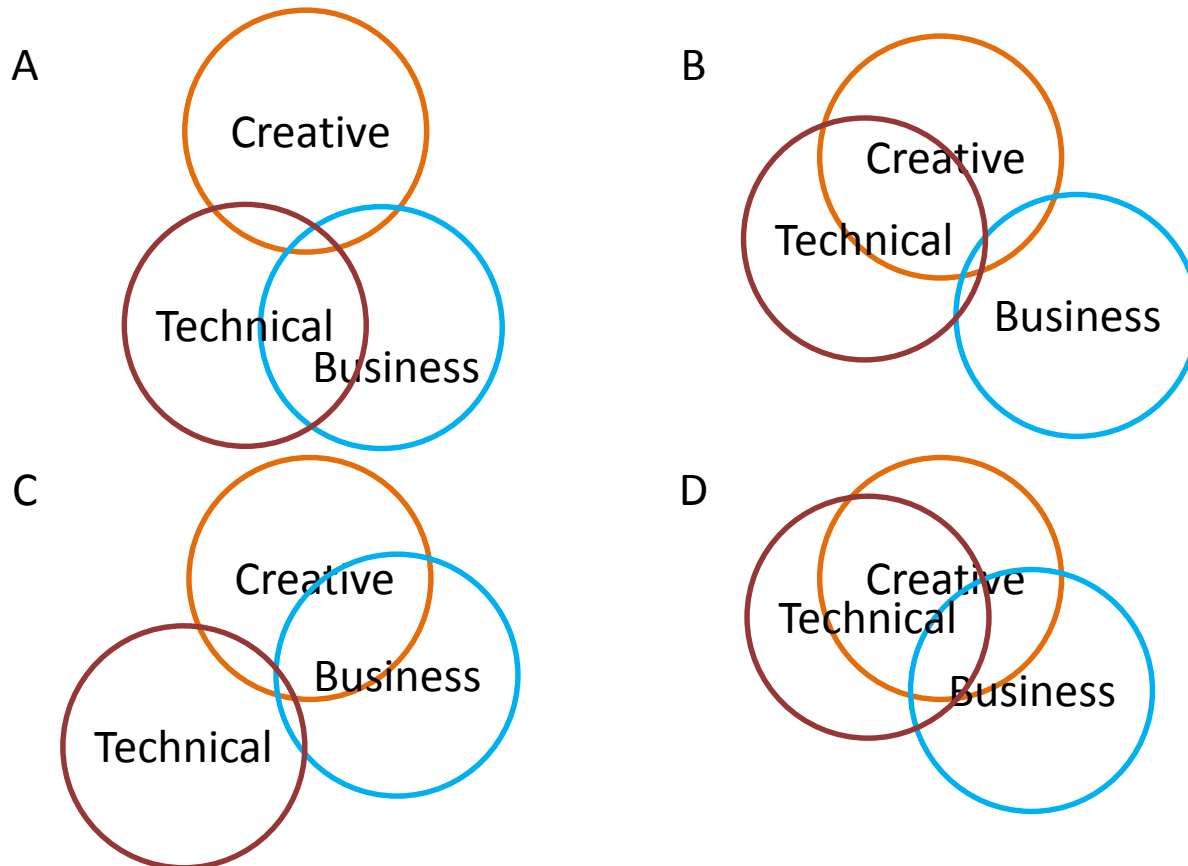 A
Creative
Technical
Business
B
Creative
Technical
Business
C
Creative
Business
Technical
D
Creative
Technical
Business